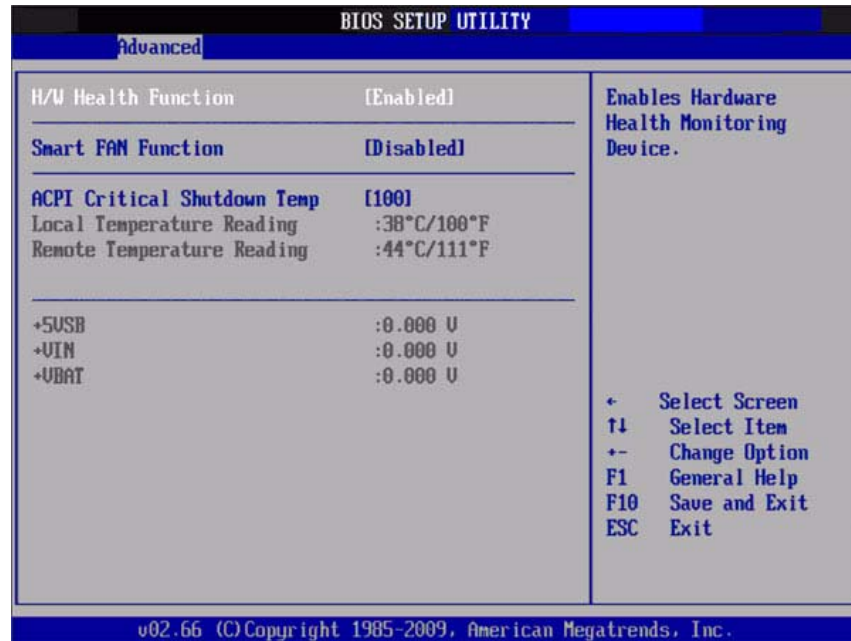 BIOS SETUP UTILITY
Advanced
H/W Health Function [Enabled]
Smart FAN Function [Disabled]
ACPI Critical Shutdown Temp [100]
Local Temperature Reading :38°C/100°F
Remote Temperature Reading :44°C/111°F
+5VSB :0.000 V
+VIN :0.000 V
+VBAT :0.000 V
Enables Hardware
Health Monitoring
Device.
← Select Screen
↑↓ Select Item
+- Change Option
F1 General Help
F10 Save and Exit
ESC Exit
v02.66 (C)Copyright 1985-2009, American Megatrends, Inc.